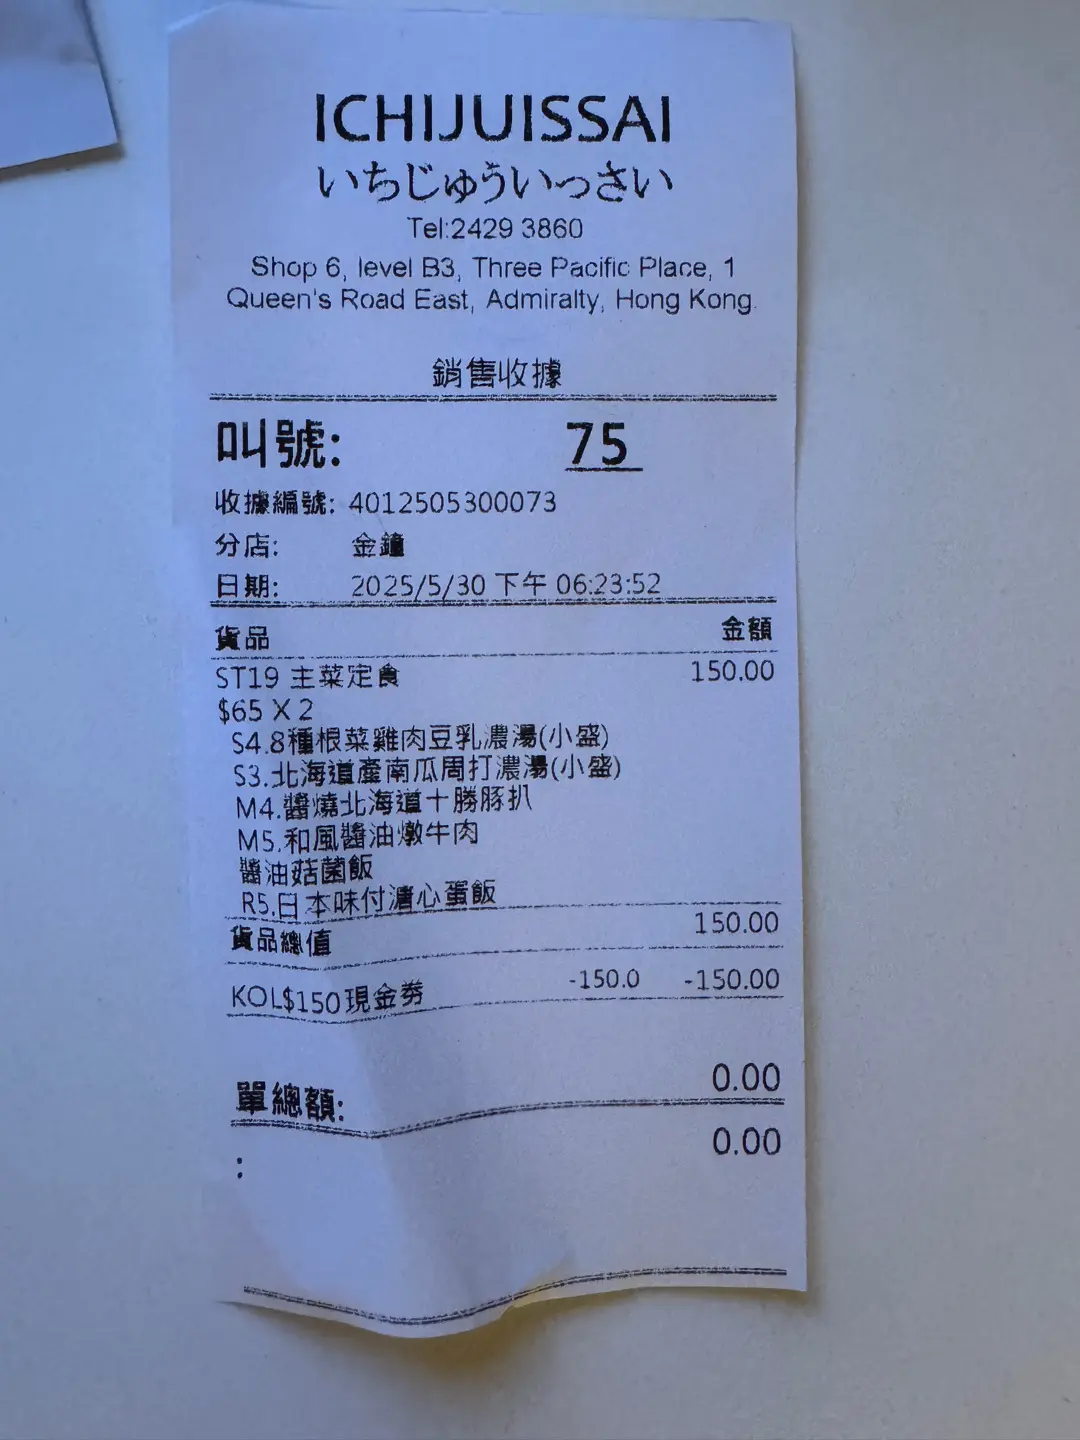 ICHIJUISSAI
いちじゅういっさい
Tel:2429 3860
Shop 6, level B3, Three Pacific Place, 1
Queen's Road East, Admiralty, Hong Kong.
銷售收據
叫號: 75
收據編號: 4012505300073
分店: 金鐘
日期: 2025/5/30 下午 06:23:52
貨品 金額
ST19 主菜定食 150.00
$65 X 2
S4.8種根菜雞肉豆乳濃湯(小盛)
S3.北海道產南瓜周打濃湯(小盛)
M4.醬燒北海道十勝豚扒
M5.和風醬油燉牛肉
醬油菇菌飯
R5.日本味付溏心蛋飯
貨品總值 150.00
KOL$150現金券 -150.0 -150.00
單總額: 0.00
: 0.00